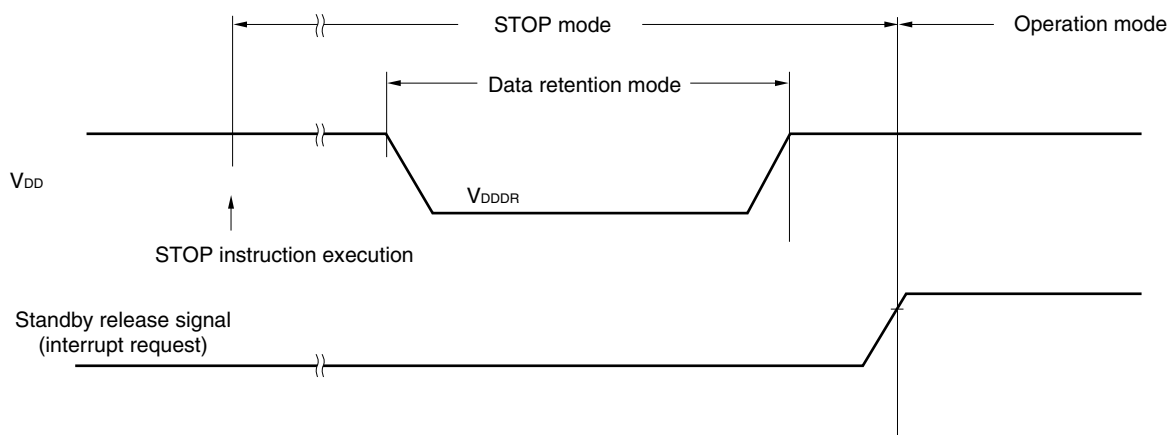 STOP mode
Operation mode
Data retention mode
VDD
VDDDR
STOP instruction execution
Standby release signal
(interrupt request)